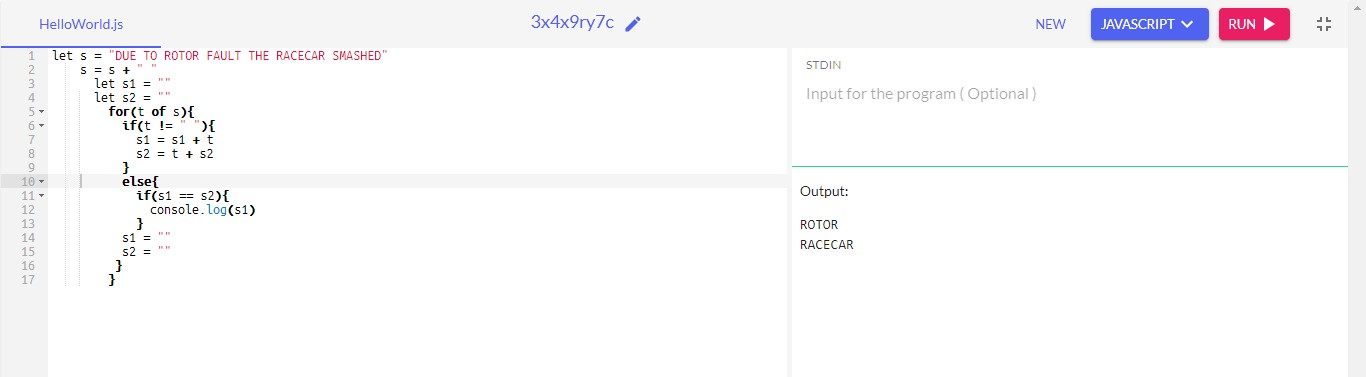 HelloWorld.js
3x4x9ry7c
NEW
JAVASCRIPT
RUN
1 let s = "DUE TO ROTOR FAULT THE RACECAR SMASHED"
2 s = s + " "
3 let s1 = ""
4 let s2 = ""
5 for(t of s){
6 if(t != " "){
7 s1 = s1 + t
8 s2 = t + s2
9 }
10 else{
11 if(s1 == s2){
12 console.log(s1)
13 }
14 s1 = ""
15 s2 = ""
16 }
17 }
STDIN
Input for the program ( Optional )
Output:
ROTOR
RACECAR